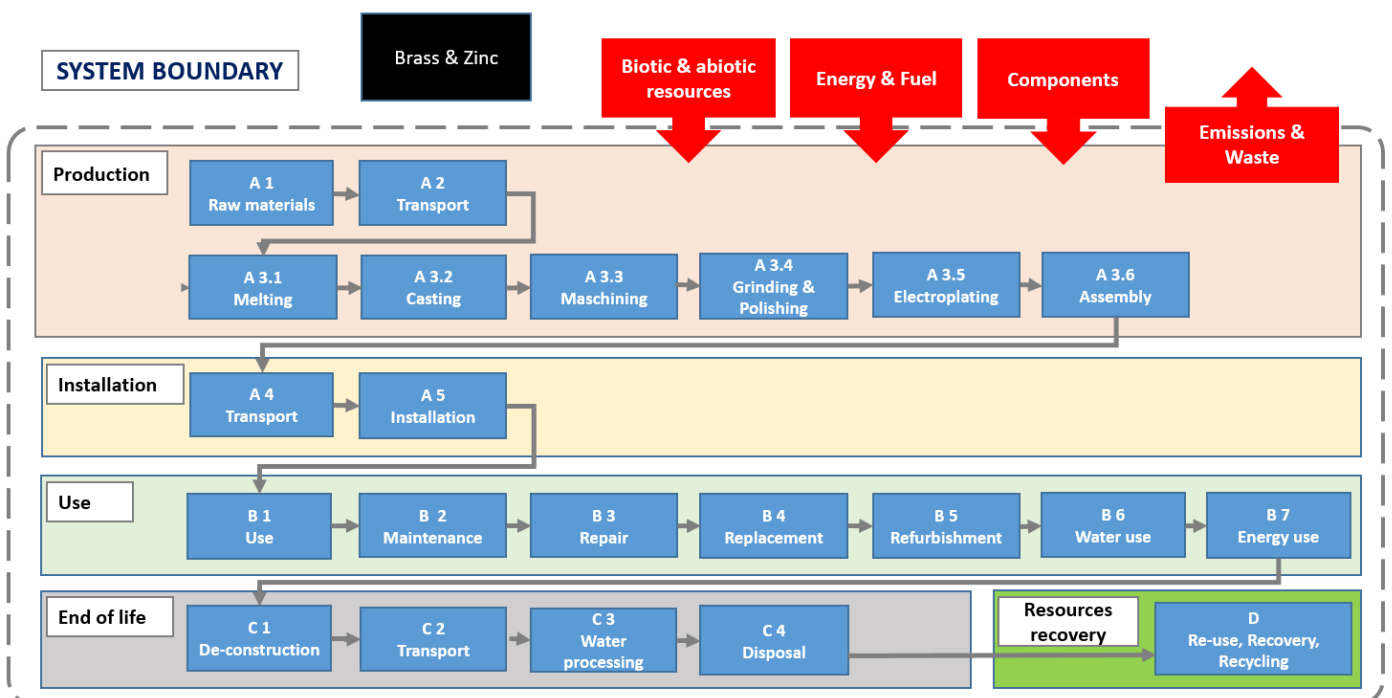 SYSTEM BOUNDARY
Brass & Zinc
Biotic & abiotic
resources
Energy & Fuel
Components
Emissions &
Waste
Production
A 1
Raw materials
A 2
Transport
A 3.1
Melting
A 3.2
Casting
A 3.3
Maschining
A 3.4
Grinding &
Polishing
A 3.5
Electroplating
A 3.6
Assembly
Installation
A 4
Transport
A 5
Installation
Use
B 1
Use
B 2
Maintenance
B 3
Repair
B 4
Replacement
B 5
Refurbishment
B 6
Water use
B 7
Energy use
End of life
C 1
De-construction
C 2
Transport
C 3
Water
processing
C 4
Disposal
Resources
recovery
D
Re-use, Recovery,
Recycling